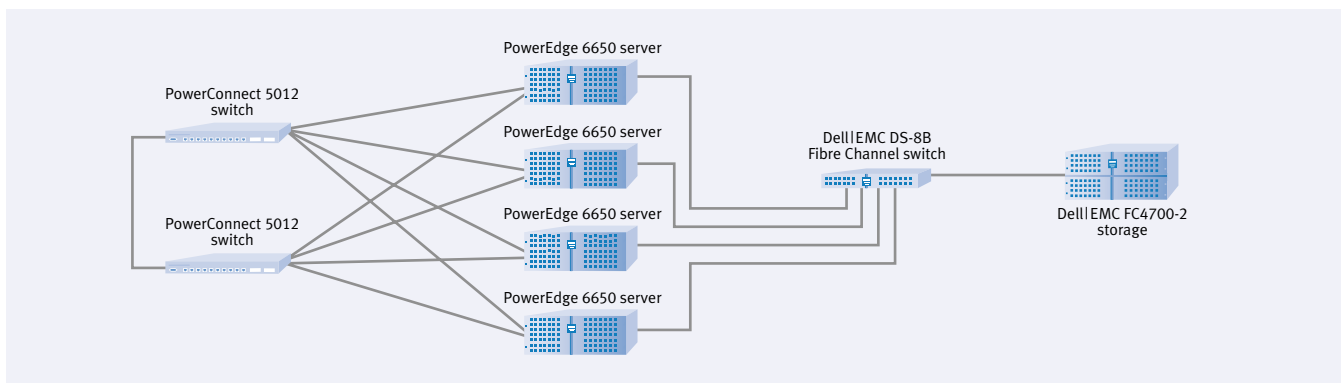 PowerEdge 6650 server
PowerConnect 5012
switch
PowerEdge 6650 server
Dell|EMC DS-8B
Fibre Channel switch
PowerConnect 5012
switch
PowerEdge 6650 server
Dell|EMC FC4700-2
storage
PowerEdge 6650 server